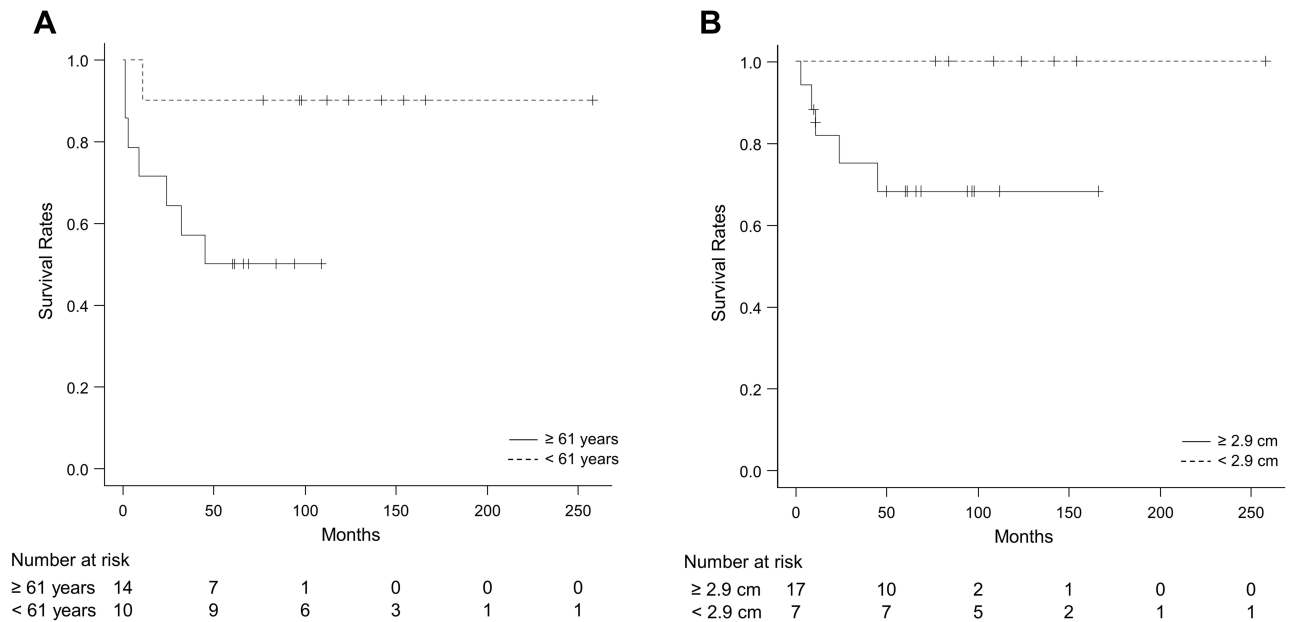 A
Survival Rates
1.0
0.8
0.6
0.4
0.2
0.0
≥ 61 years
< 61 years
0 50 100 150 200 250
Months
Number at risk
≥ 61 years 14 7 1 0 0 0
< 61 years 10 9 6 3 1 1
B
Survival Rates
1.0
0.8
0.6
0.4
0.2
0.0
≥ 2.9 cm
< 2.9 cm
0 50 100 150 200 250
Months
Number at risk
≥ 2.9 cm 17 10 2 1 0 0
< 2.9 cm 7 7 5 2 1 1